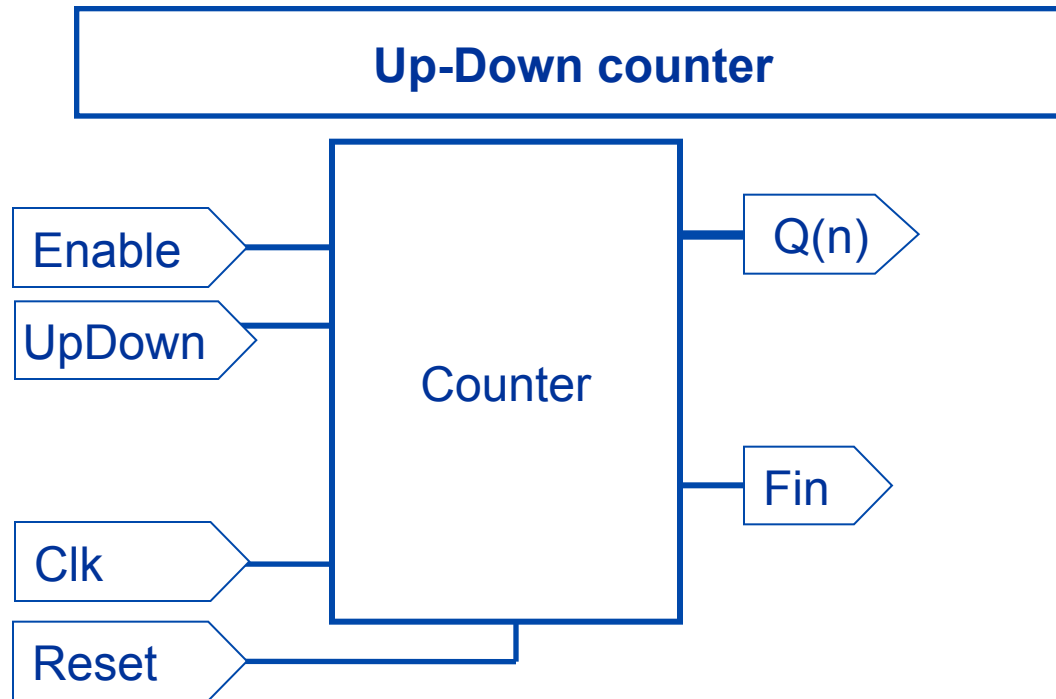 Up-Down counter
Enable
UpDown
Clk
Reset
Counter
Q(n)
Fin